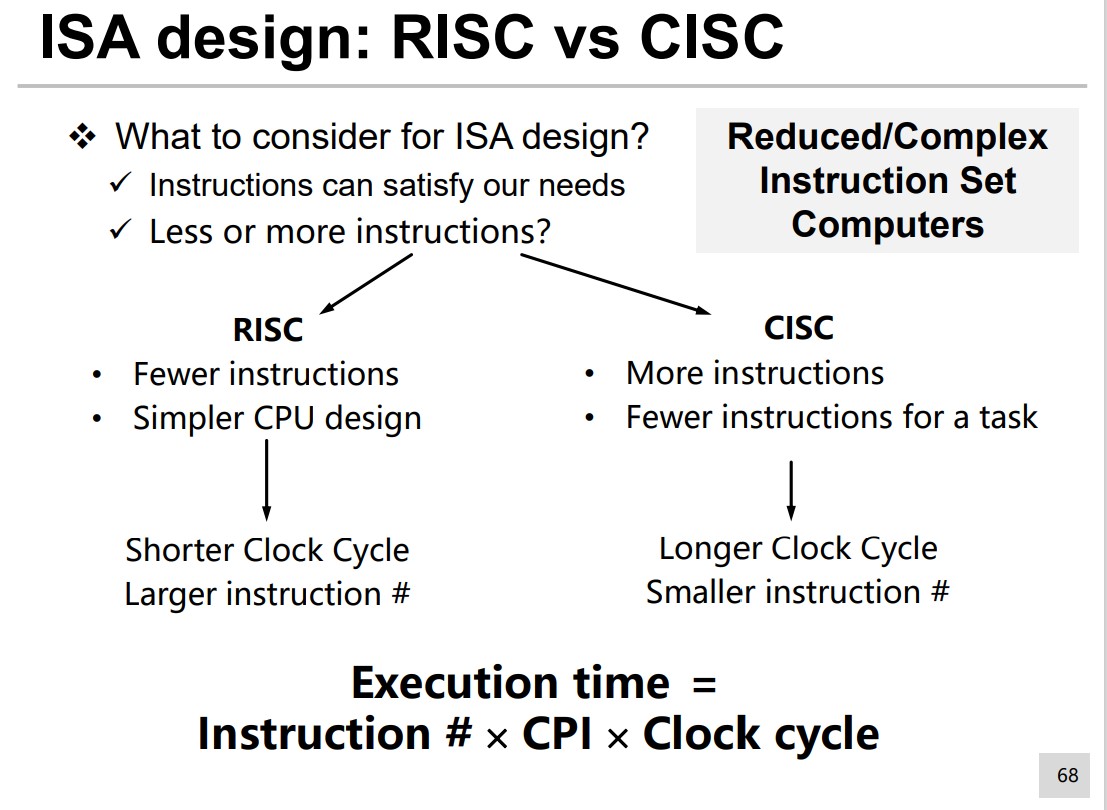 ISA design: RISC vs CISC
❖ What to consider for ISA design?
✓ Instructions can satisfy our needs
✓ Less or more instructions?
Reduced/Complex
Instruction Set
Computers
RISC
• Fewer instructions
• Simpler CPU design
Shorter Clock Cycle
Larger instruction #
CISC
• More instructions
• Fewer instructions for a task
Longer Clock Cycle
Smaller instruction #
Execution time =
Instruction # × CPI × Clock cycle
68